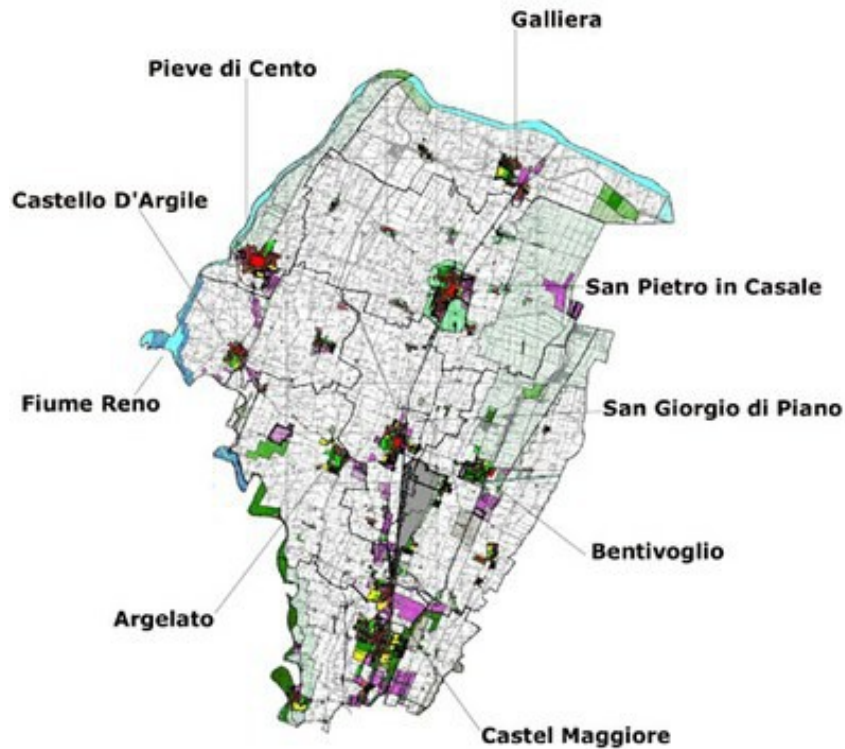 Galliera
Pieve di Cento
Castello D'Argile
San Pietro in Casale
Fiume Reno
San Giorgio di Piano
Bentivoglio
Argelato
Castel Maggiore